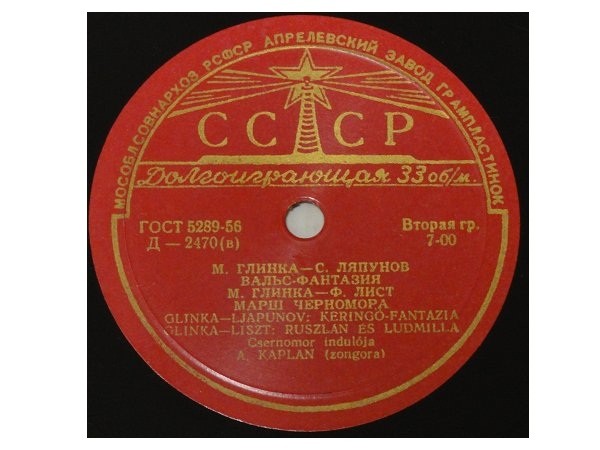 МОСОБЛСОВНАРХОЗ РСФСР АПРЕЛЕВСКИЙ ЗАВОД ГРАМПЛАСТИНОК
СССР
Долгоиграющая 33 об/м.
ГОСТ 5289-56
Д — 2470(в)
Вторая гр.
7-00
М. ГЛИНКА—С. ЛЯПУНОВ
ВАЛЬС-ФАНТАЗИЯ
М. ГЛИНКА—Ф. ЛИСТ
МАРШ ЧЕРНОМОРА
GLINKA—LJAPUNOV: KERINGŐ-FANTAZIA
GLINKA—LISZT: RUSZLAN ÉS LUDMILLA
Csernomor indulója
A. KAPLAN (zongora)